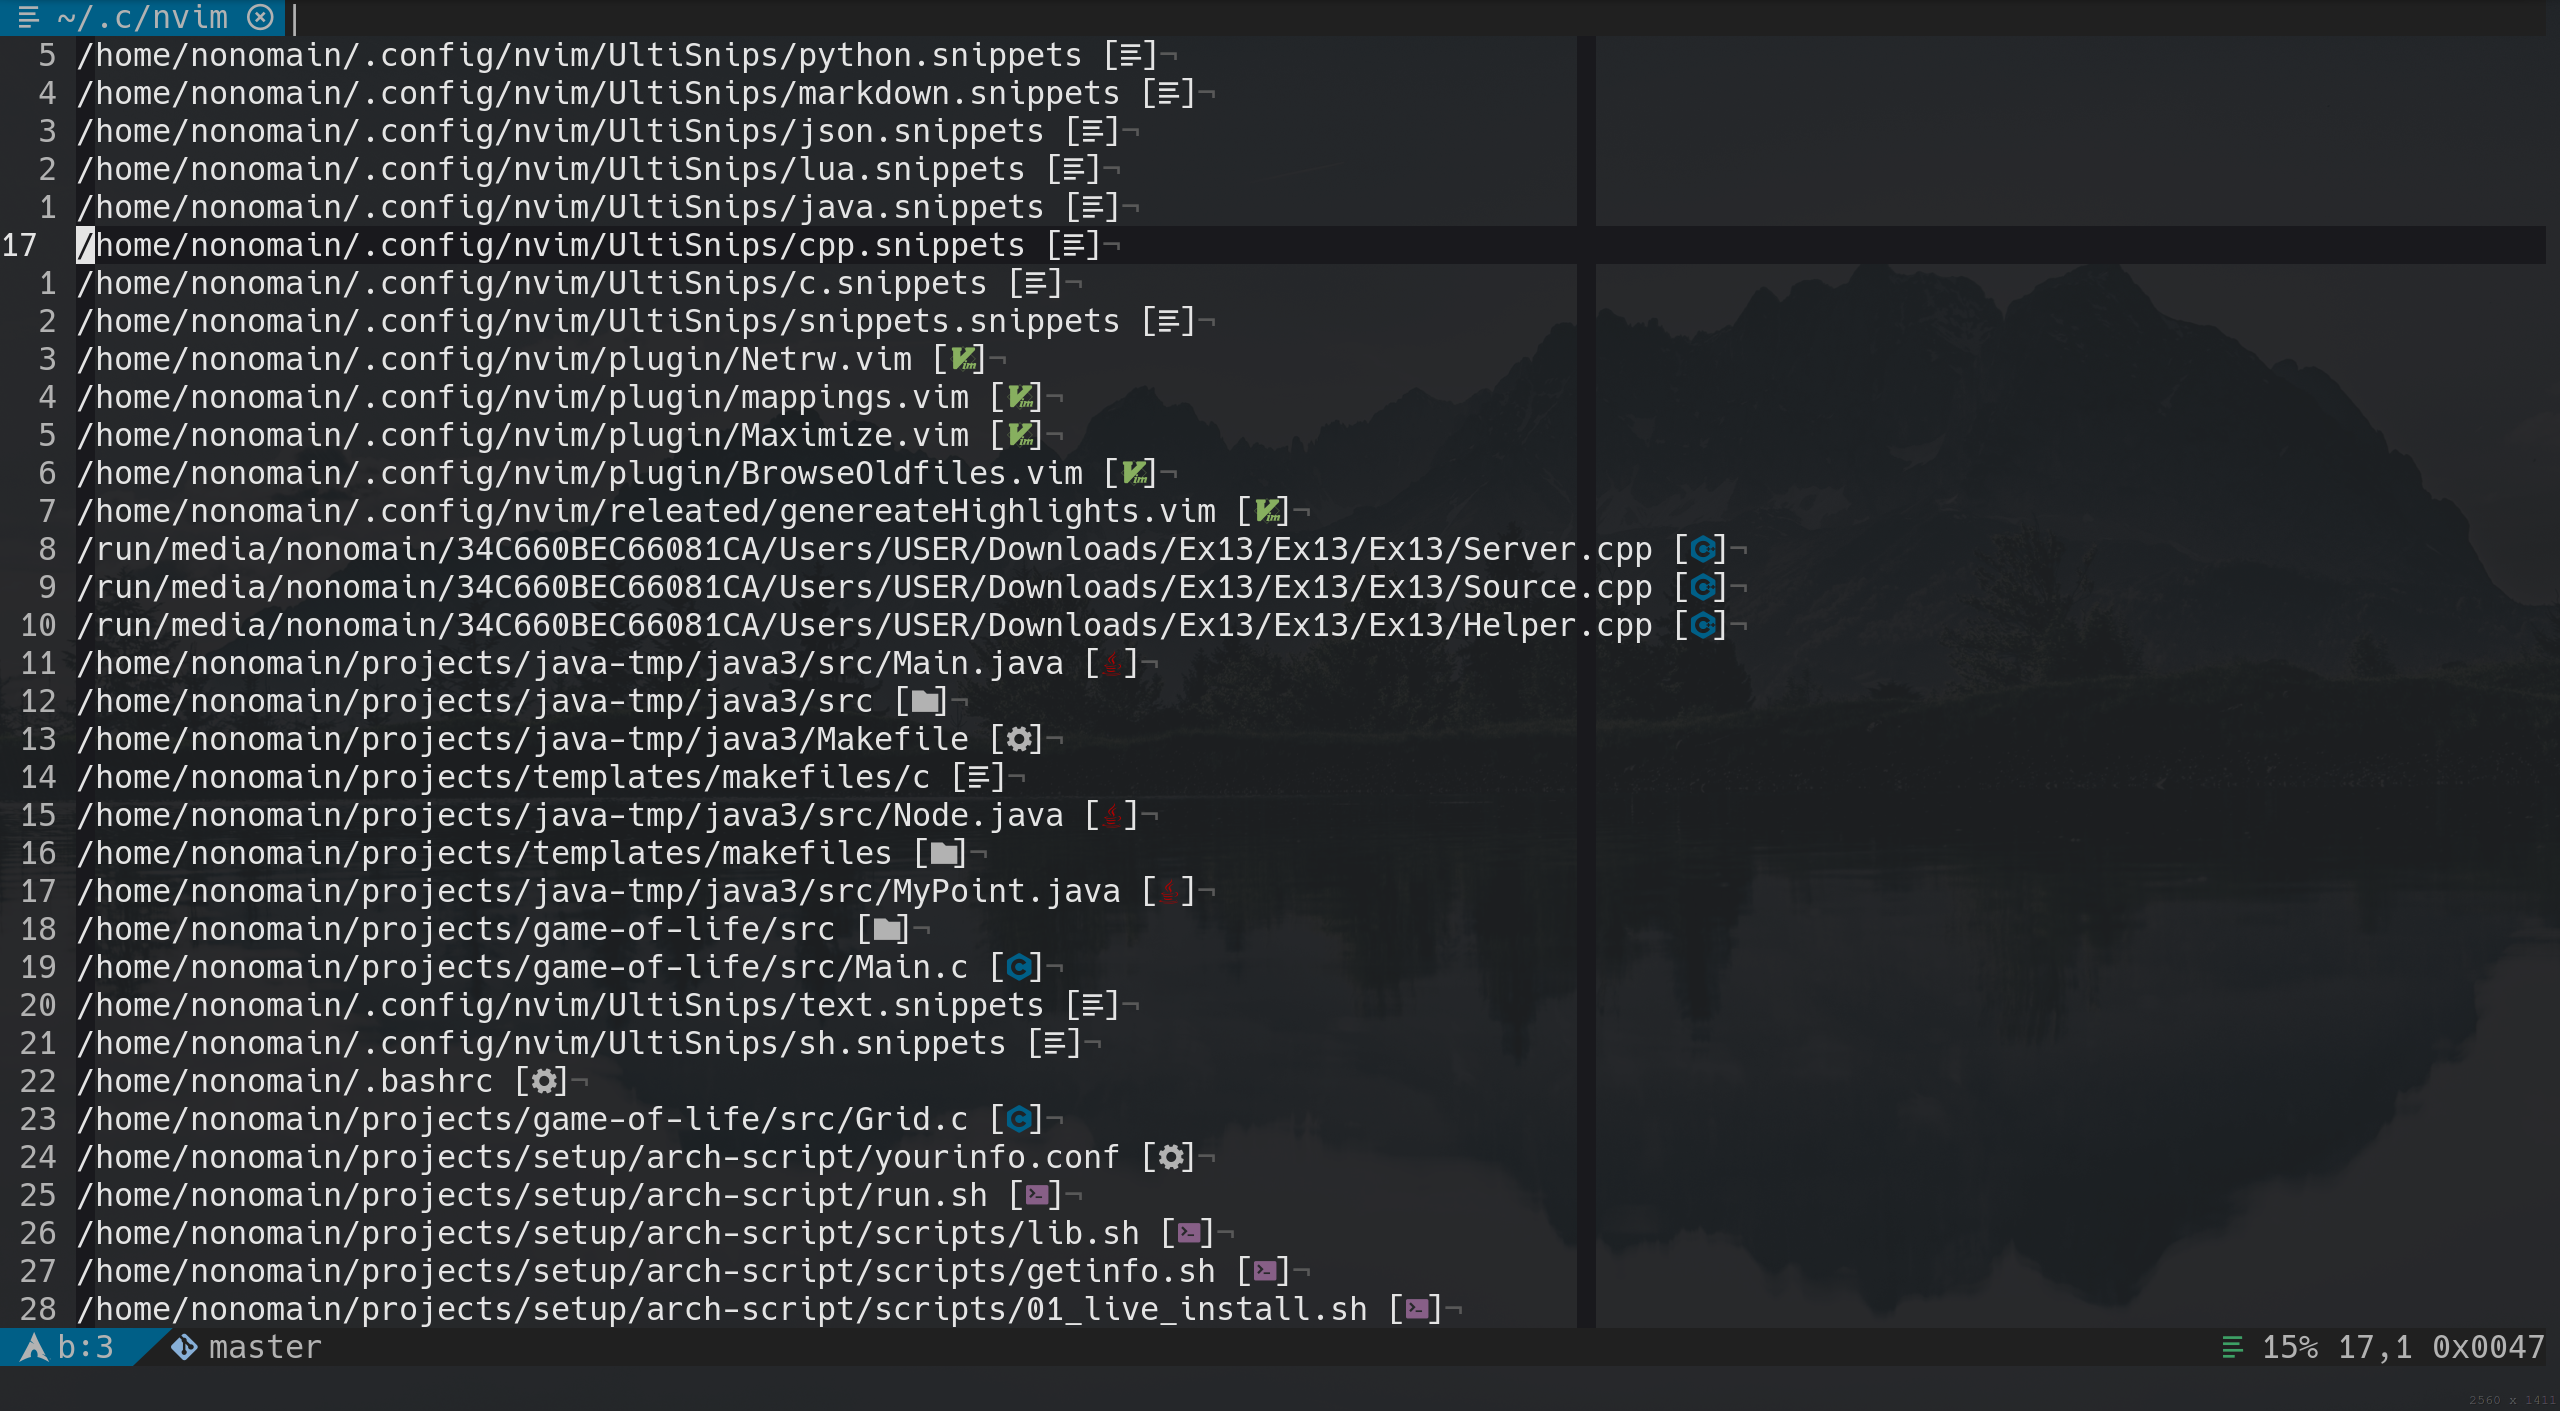 ~/.c/nvim
5 /home/nonomain/.config/nvim/UltiSnips/python.snippets []¬
4 /home/nonomain/.config/nvim/UltiSnips/markdown.snippets []¬
3 /home/nonomain/.config/nvim/UltiSnips/json.snippets []¬
2 /home/nonomain/.config/nvim/UltiSnips/lua.snippets []¬
1 /home/nonomain/.config/nvim/UltiSnips/java.snippets []¬
17 /home/nonomain/.config/nvim/UltiSnips/cpp.snippets []¬
1 /home/nonomain/.config/nvim/UltiSnips/c.snippets []¬
2 /home/nonomain/.config/nvim/UltiSnips/snippets.snippets []¬
3 /home/nonomain/.config/nvim/plugin/Netrw.vim []¬
4 /home/nonomain/.config/nvim/plugin/mappings.vim []¬
5 /home/nonomain/.config/nvim/plugin/Maximize.vim []¬
6 /home/nonomain/.config/nvim/plugin/BrowseOldfiles.vim []¬
7 /home/nonomain/.config/nvim/releated/genereateHighlights.vim []¬
8 /run/media/nonomain/34C660BEC66081CA/Users/USER/Downloads/Ex13/Ex13/Ex13/Server.cpp []¬
9 /run/media/nonomain/34C660BEC66081CA/Users/USER/Downloads/Ex13/Ex13/Ex13/Source.cpp []¬
10 /run/media/nonomain/34C660BEC66081CA/Users/USER/Downloads/Ex13/Ex13/Ex13/Helper.cpp []¬
11 /home/nonomain/projects/java-tmp/java3/src/Main.java []¬
12 /home/nonomain/projects/java-tmp/java3/src []¬
13 /home/nonomain/projects/java-tmp/java3/Makefile []¬
14 /home/nonomain/projects/templates/makefiles/c []¬
15 /home/nonomain/projects/java-tmp/java3/src/Node.java []¬
16 /home/nonomain/projects/templates/makefiles []¬
17 /home/nonomain/projects/java-tmp/java3/src/MyPoint.java []¬
18 /home/nonomain/projects/game-of-life/src []¬
19 /home/nonomain/projects/game-of-life/src/Main.c []¬
20 /home/nonomain/.config/nvim/UltiSnips/text.snippets []¬
21 /home/nonomain/.config/nvim/UltiSnips/sh.snippets []¬
22 /home/nonomain/.bashrc []¬
23 /home/nonomain/projects/game-of-life/src/Grid.c []¬
24 /home/nonomain/projects/setup/arch-script/yourinfo.conf []¬
25 /home/nonomain/projects/setup/arch-script/run.sh []¬
26 /home/nonomain/projects/setup/arch-script/scripts/lib.sh []¬
27 /home/nonomain/projects/setup/arch-script/scripts/getinfo.sh []¬
28 /home/nonomain/projects/setup/arch-script/scripts/01_live_install.sh []¬
b:3 master 15% 17,1 0x0047
2560 x 1411